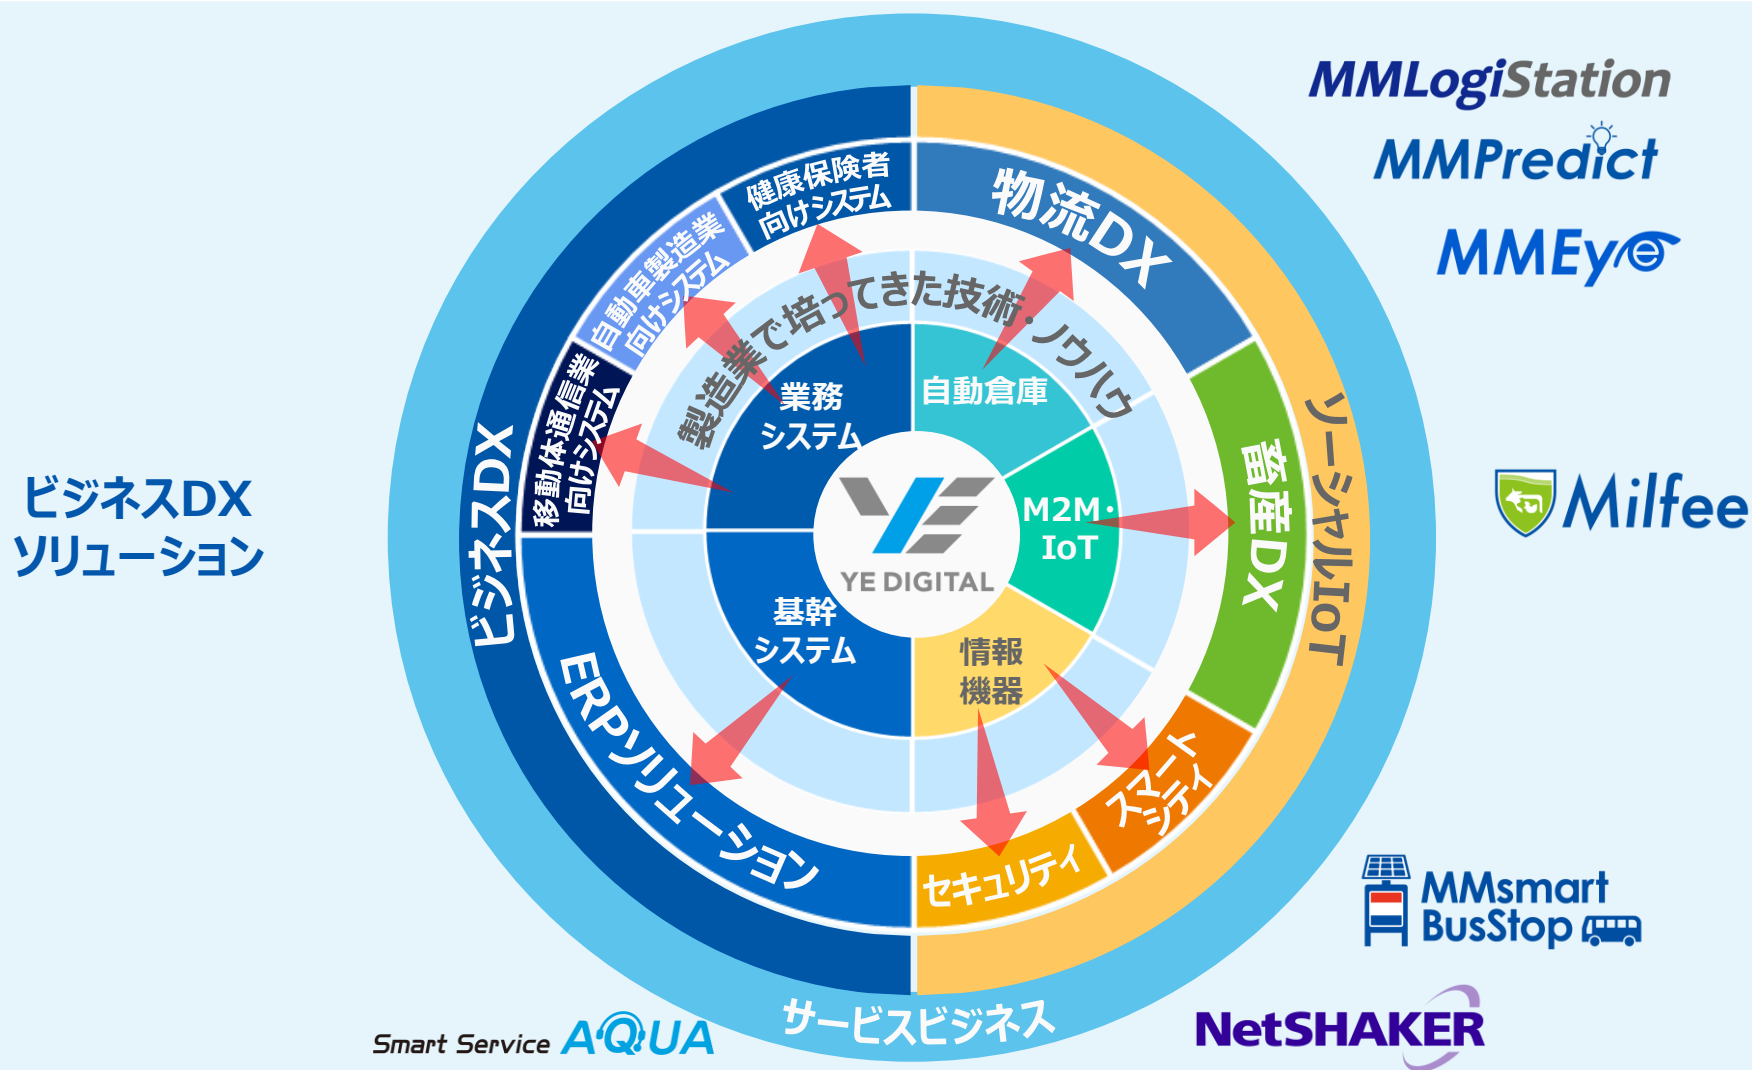 MMLogiStation
MMPredict
MMEye
健康保険者
向けシステム
物流DX
自動車製造業
向けシステム
製造業で培ってきた技術・ノウハウ
移動体通信業
向けシステム
業務
システム
自動倉庫
ビジネスDX
ソーシャルIoT
畜産DX
ビジネスDX
ソリューション
M2M・
IoT
YE DIGITAL
Milfee
基幹
システム
情報
機器
ERPソリューション
スマート
シティ
セキュリティ
MMsmart
BusStop
サービスビジネス
Smart Service AQUA
NetSHAKER